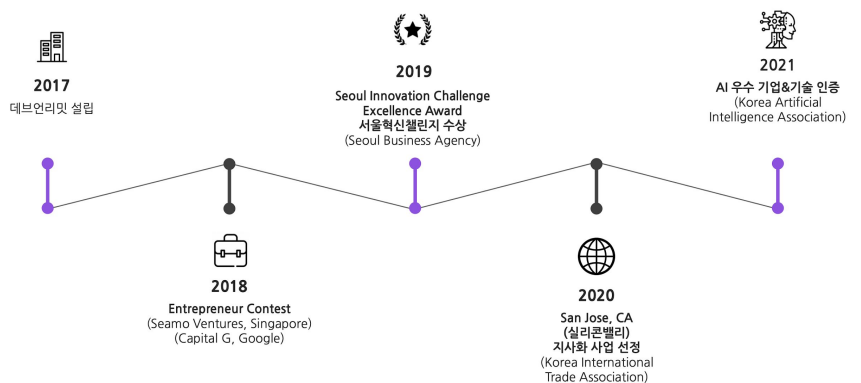 2017
데브언리밋 설립
2018
Entrepreneur Contest
(Seamo Ventures, Singapore)
(Capital G, Google)
2019
Seoul Innovation Challenge
Excellence Award
서울혁신챌린지 수상
(Seoul Business Agency)
2020
San Jose, CA
(실리콘밸리)
지사화 사업 선정
(Korea International
Trade Association)
2021
AI 우수 기업&기술 인증
(Korea Artificial
Intelligence Association)